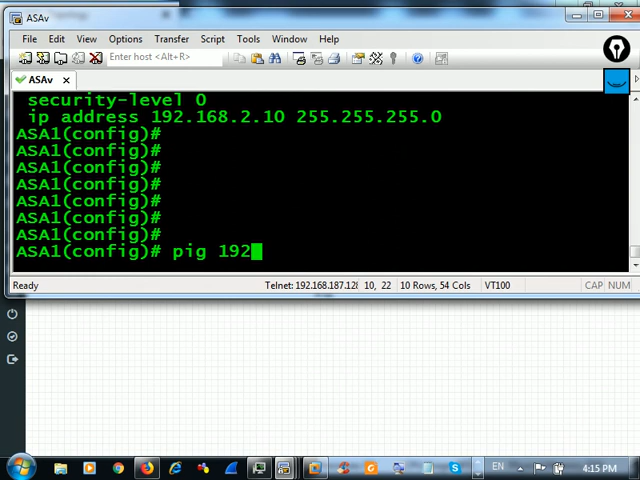 ASAv
File Edit View Options Transfer Script Tools Window Help
Enter host <Alt+R>
ASAv
security-level 0
ip address 192.168.2.10 255.255.255.0
ASA1(config)#
ASA1(config)#
ASA1(config)#
ASA1(config)#
ASA1(config)#
ASA1(config)#
ASA1(config)#
ASA1(config)# pig 192
Ready Telnet: 192.168.187.128 10, 22 10 Rows, 54 Cols VT100 CAP NUM
EN 4:15 PM